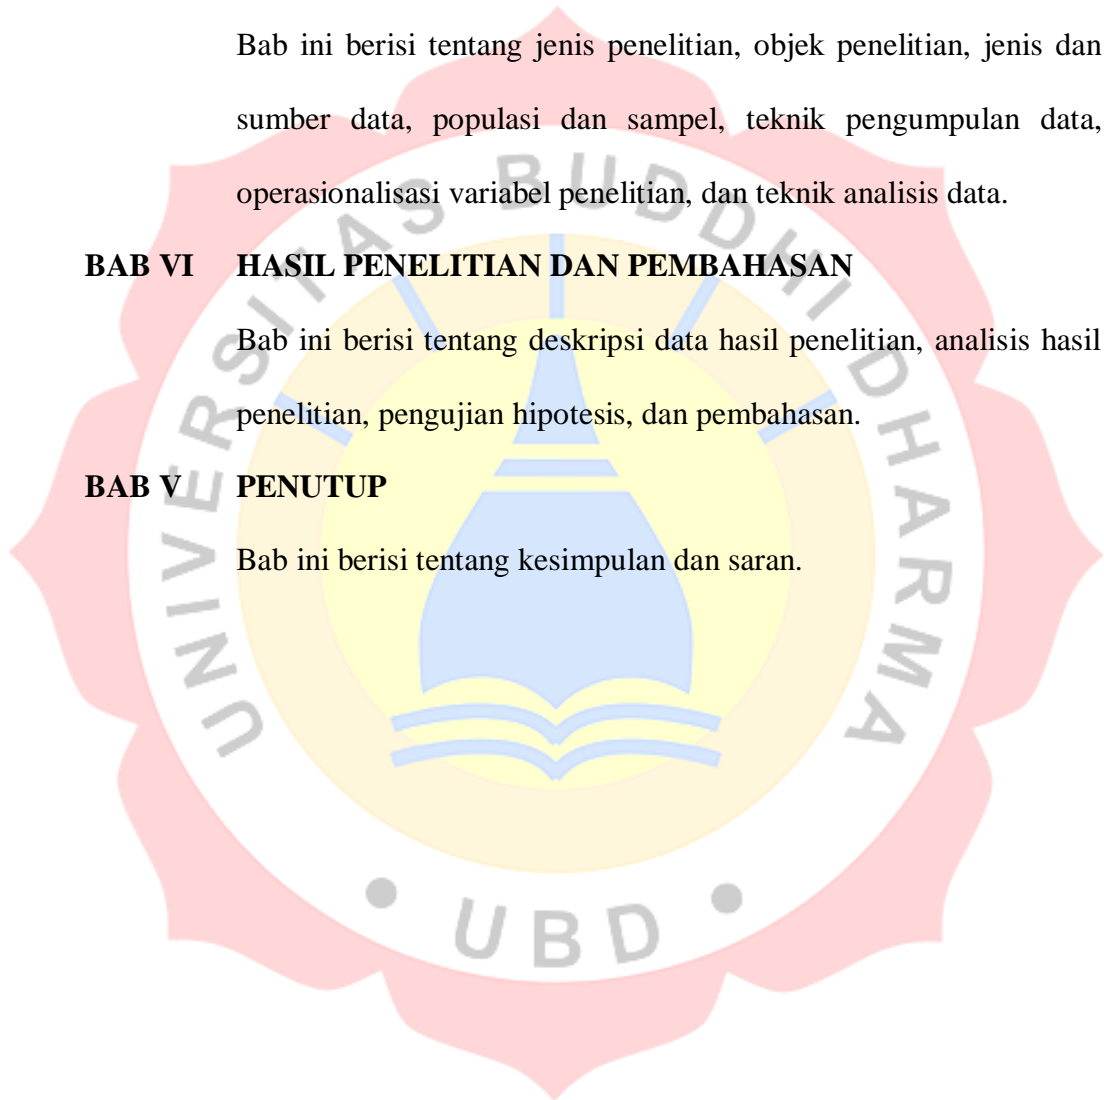 Bab ini berisi tentang jenis penelitian, objek penelitian, jenis dan
sumber data, populasi dan sampel, teknik pengumpulan data,
operasionalisasi variabel penelitian, dan teknik analisis data.
BAB VI HASIL PENELITIAN DAN PEMBAHASAN
Bab ini berisi tentang deskripsi data hasil penelitian, analisis hasil
penelitian, pengujian hipotesis, dan pembahasan.
BAB V PENUTUP
Bab ini berisi tentang kesimpulan dan saran.
UNIVERSITAS BUDDHI DHARMA
• UBD •